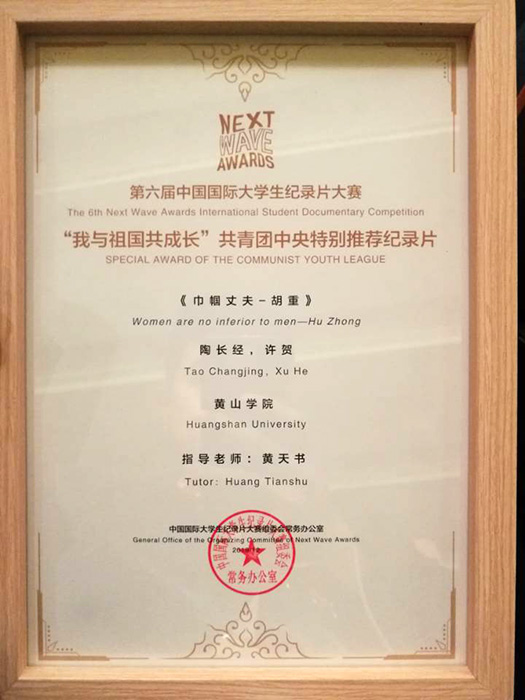 NEXT
WAVE
AWARDS
第六届中国国际大学生纪录片大赛
The 6th Next Wave Awards International Student Documentary Competition
“我与祖国共成长”共青团中央特别推荐纪录片
SPECIAL AWARD OF THE COMMUNIST YOUTH LEAGUE
《巾帼丈夫－胡重》
Women are no inferior to men—Hu Zhong
陶长经，许贺
Tao Changjing, Xu He
黄山学院
Huangshan University
指导老师：黄天书
Tutor: Huang Tianshu
中国国际大学生纪录片大赛组委会常务办公室
General Office of the Organizing Committee of Next Wave Awards
常务办公室